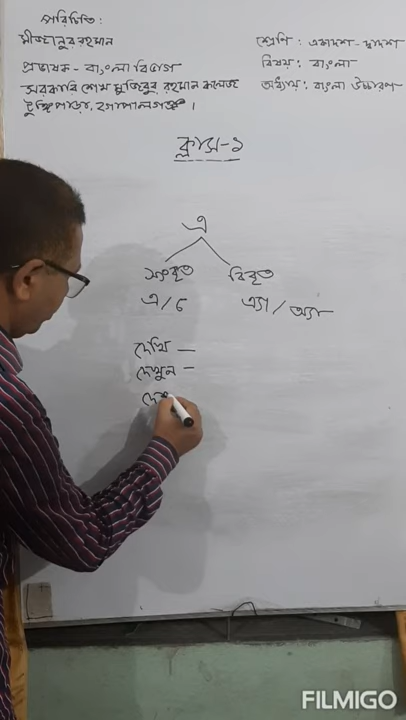 পরিচিতি:
মীজানুর রহমান
প্রভাষক - বাংলা বিভাগ
সরকারি শেখ মুজিবুর রহমান কলেজ
টুঙ্গিপাড়া, গোপালগঞ্জ।
শ্রেণি : একাদশ - দ্বাদশ
বিষয় : বাংলা
অধ্যায় : বাংলা উচ্চারণ
ক্লাস-১
এ
সংবৃত বিবৃত
এ/ে এ্যা/অ্যা
দেখি —
দেখুন —
FILMIGO